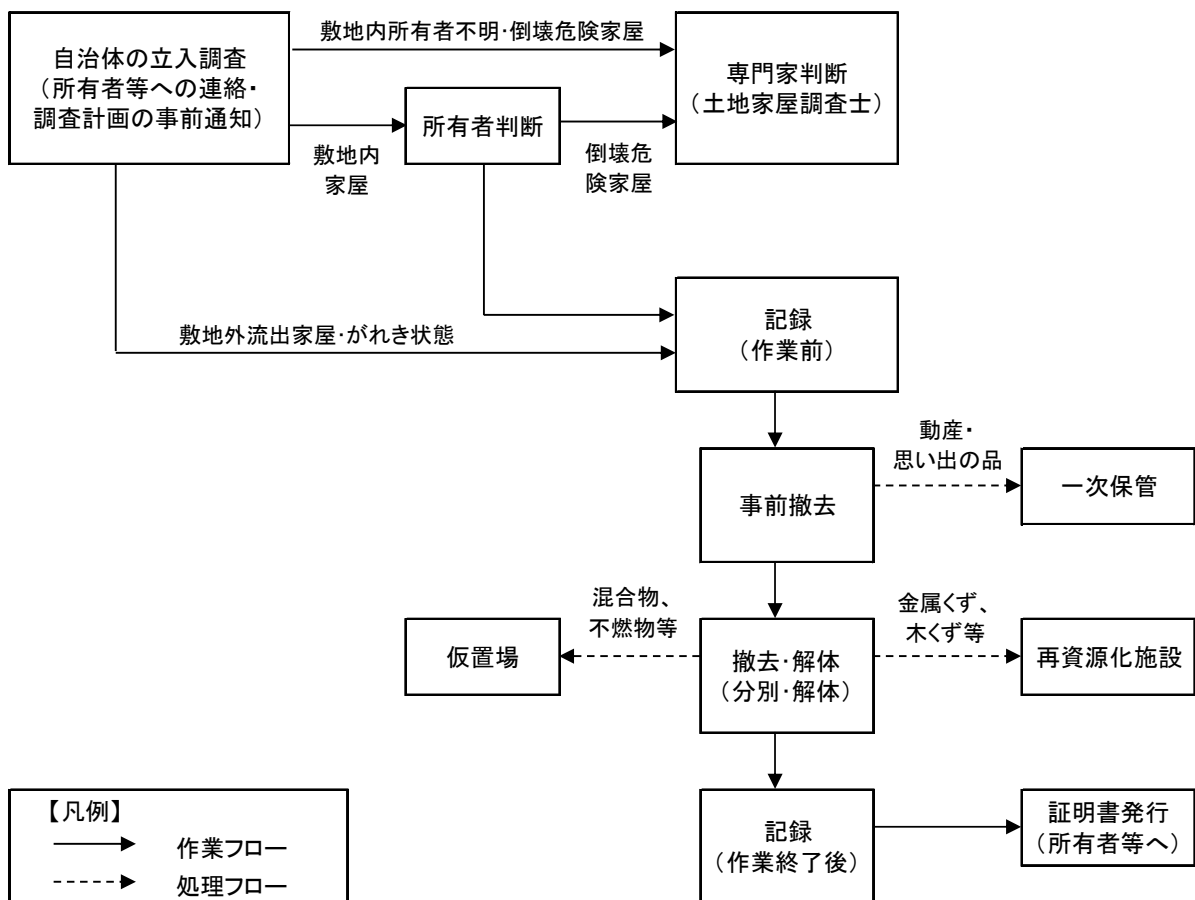 敷地内所有者不明・倒壊危険家屋
自治体の立入調査
（所有者等への連絡・
調査計画の事前通知）
専門家判断
（土地家屋調査士）
所有者判断
敷地内
家屋
倒壊危
険家屋
記録
（作業前）
敷地外流出家屋・がれき状態
動産・
思い出の品
事前撤去
一次保管
混合物、
不燃物等
金属くず、
木くず等
仮置場
撤去・解体
（分別・解体）
再資源化施設
記録
（作業終了後）
証明書発行
（所有者等へ）
【凡例】
作業フロー
処理フロー